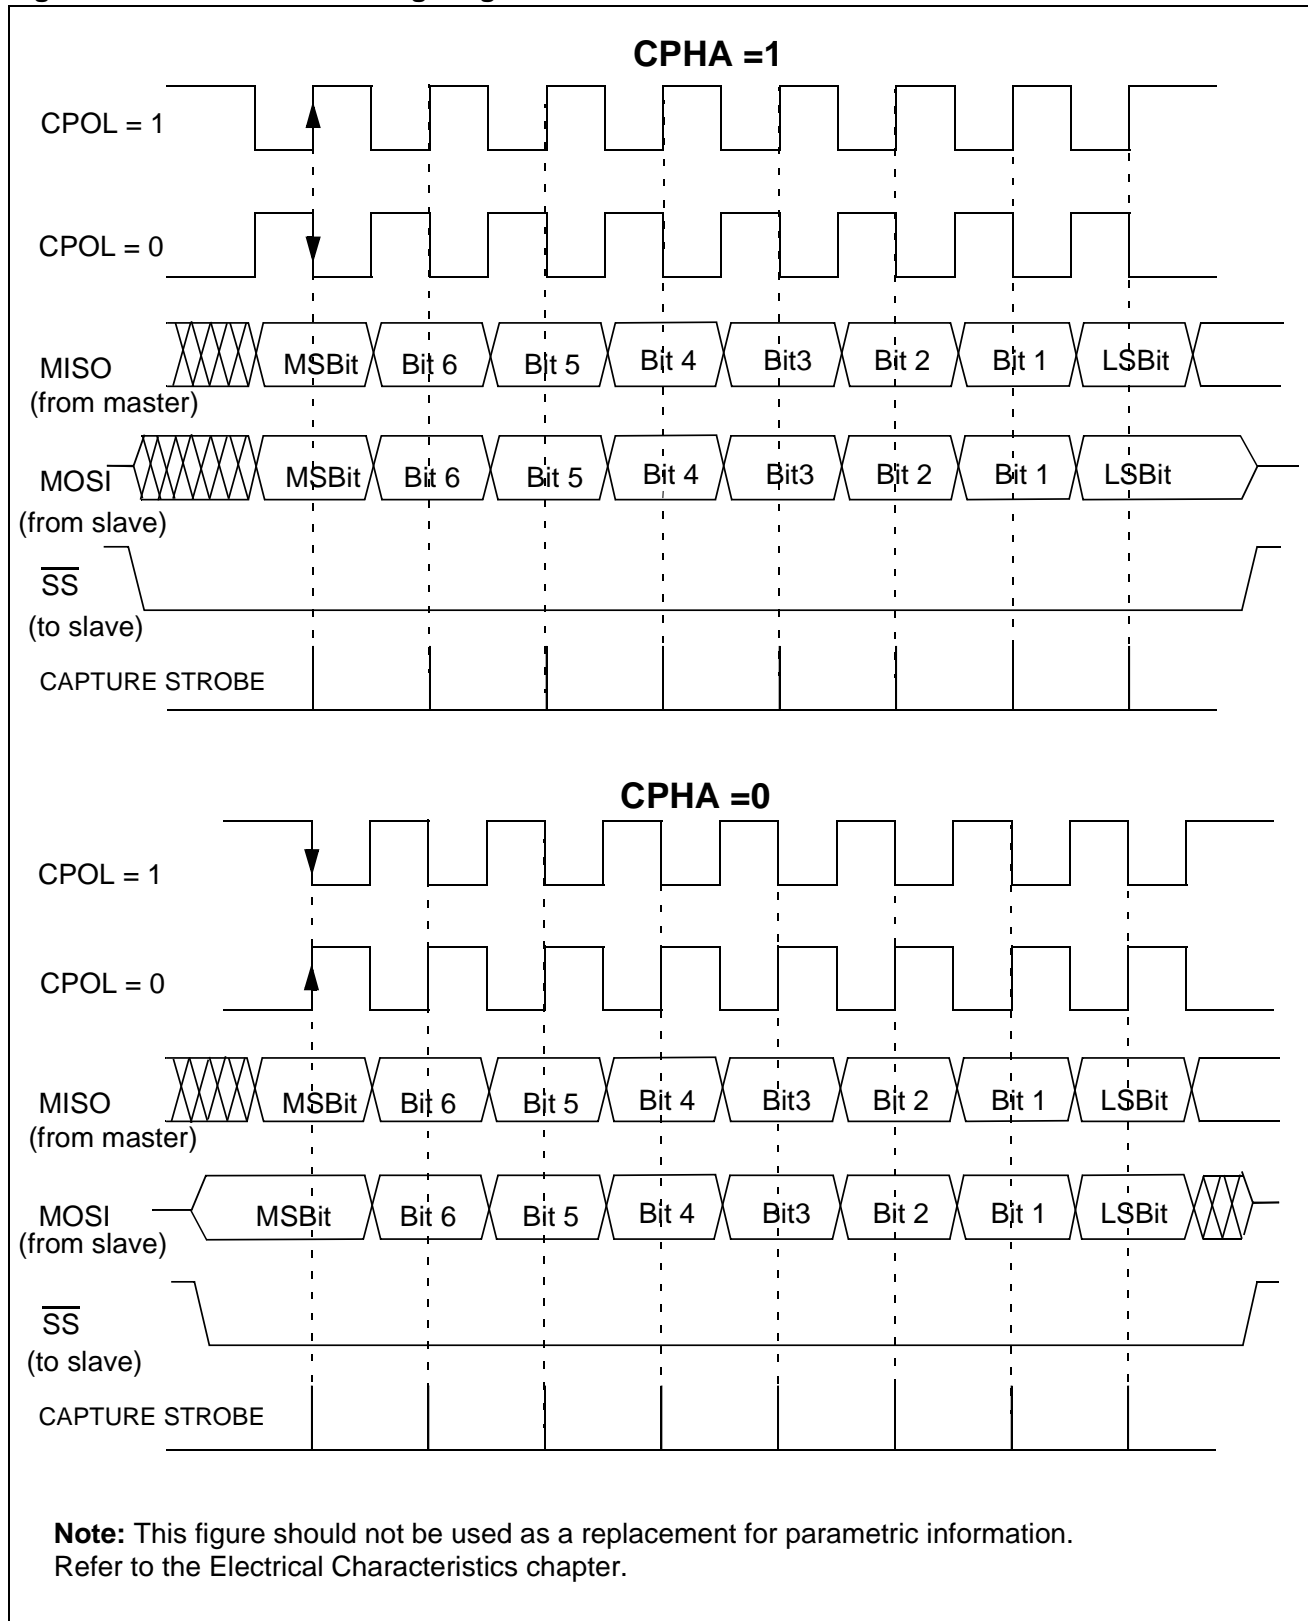 CPHA =1
CPOL = 1
CPOL = 0
MISO
(from master)
MSBit Bit 6 Bit 5 Bit 4 Bit3 Bit 2 Bit 1 LSBit
MOSI
(from slave)
MSBit Bit 6 Bit 5 Bit 4 Bit3 Bit 2 Bit 1 LSBit
SS
(to slave)
CAPTURE STROBE
CPHA =0
CPOL = 1
CPOL = 0
MISO
(from master)
MSBit Bit 6 Bit 5 Bit 4 Bit3 Bit 2 Bit 1 LSBit
MOSI
(from slave)
MSBit Bit 6 Bit 5 Bit 4 Bit3 Bit 2 Bit 1 LSBit
SS
(to slave)
CAPTURE STROBE
Note: This figure should not be used as a replacement for parametric information.
Refer to the Electrical Characteristics chapter.